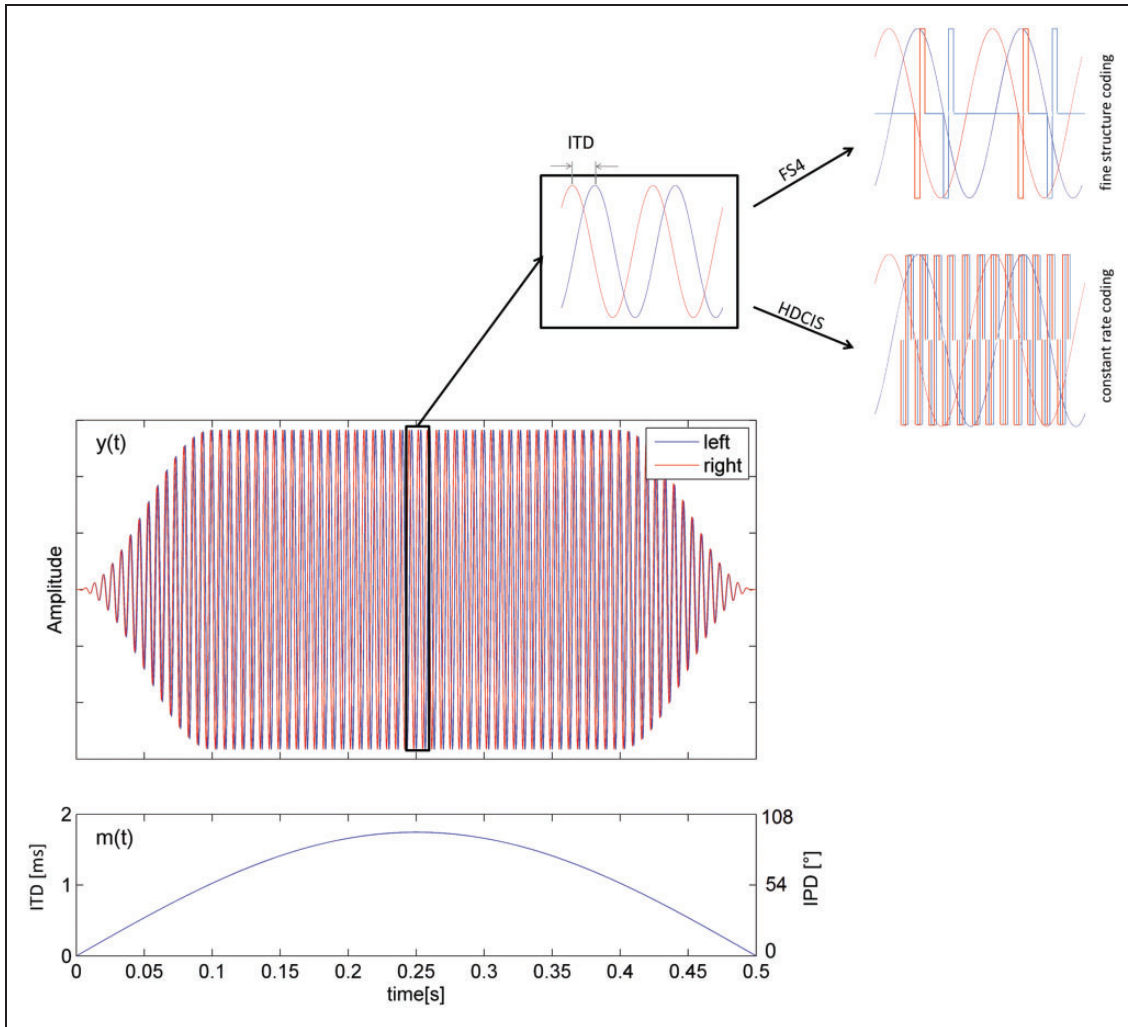 fine structure coding
ITD
FS4
HDCIS
constant rate coding
y(t)
left
right
Amplitude
m(t)
2
1
0
ITD [ms]
108
54
0
IPD [°]
0 0.05 0.1 0.15 0.2 0.25 0.3 0.35 0.4 0.45 0.5
time[s]